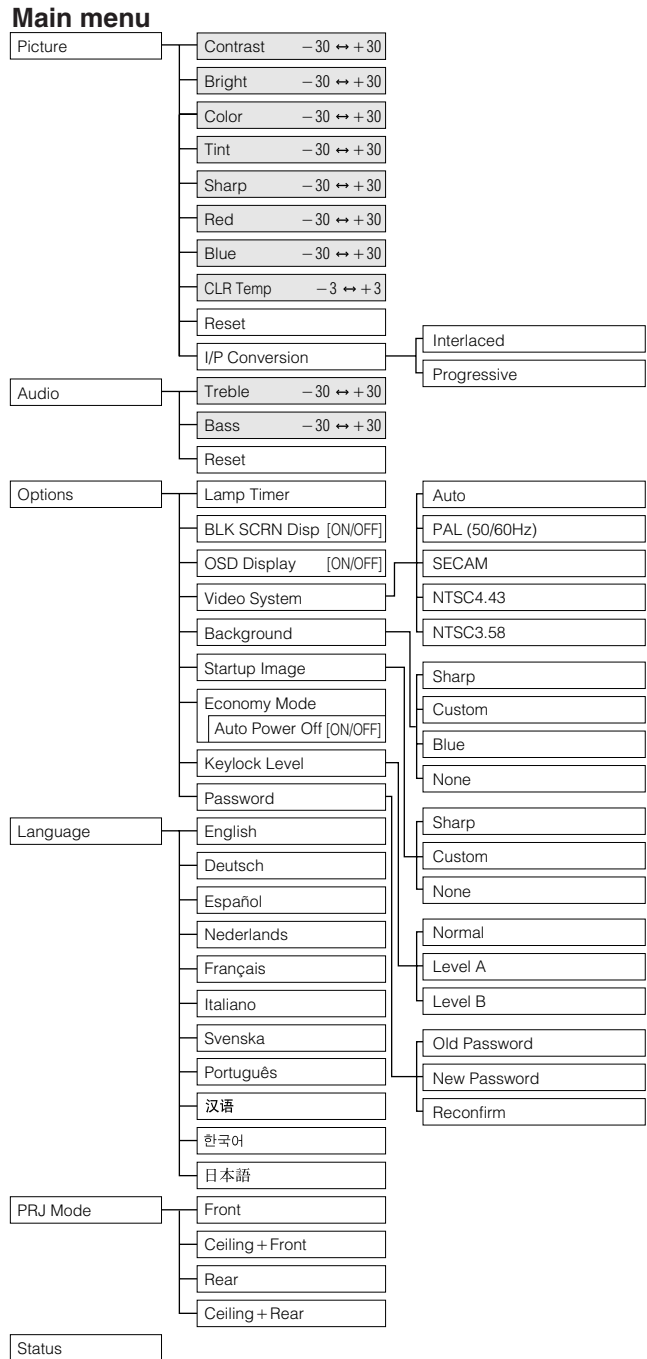 Main menu
Picture
Contrast −30 ↔ +30
Bright −30 ↔ +30
Color −30 ↔ +30
Tint −30 ↔ +30
Sharp −30 ↔ +30
Red −30 ↔ +30
Blue −30 ↔ +30
CLR Temp −3 ↔ +3
Reset
I/P Conversion
Interlaced
Progressive
Audio
Treble −30 ↔ +30
Bass −30 ↔ +30
Reset
Options
Lamp Timer
BLK SCRN Disp [ON/OFF]
OSD Display [ON/OFF]
Video System
Background
Startup Image
Economy Mode
Auto Power Off [ON/OFF]
Keylock Level
Password
Auto
PAL (50/60Hz)
SECAM
NTSC4.43
NTSC3.58
Sharp
Custom
Blue
None
Sharp
Custom
None
Normal
Level A
Level B
Old Password
New Password
Reconfirm
Language
English
Deutsch
Español
Nederlands
Français
Italiano
Svenska
Português
汉语
한국어
日本語
PRJ Mode
Front
Ceiling+Front
Rear
Ceiling+Rear
Status